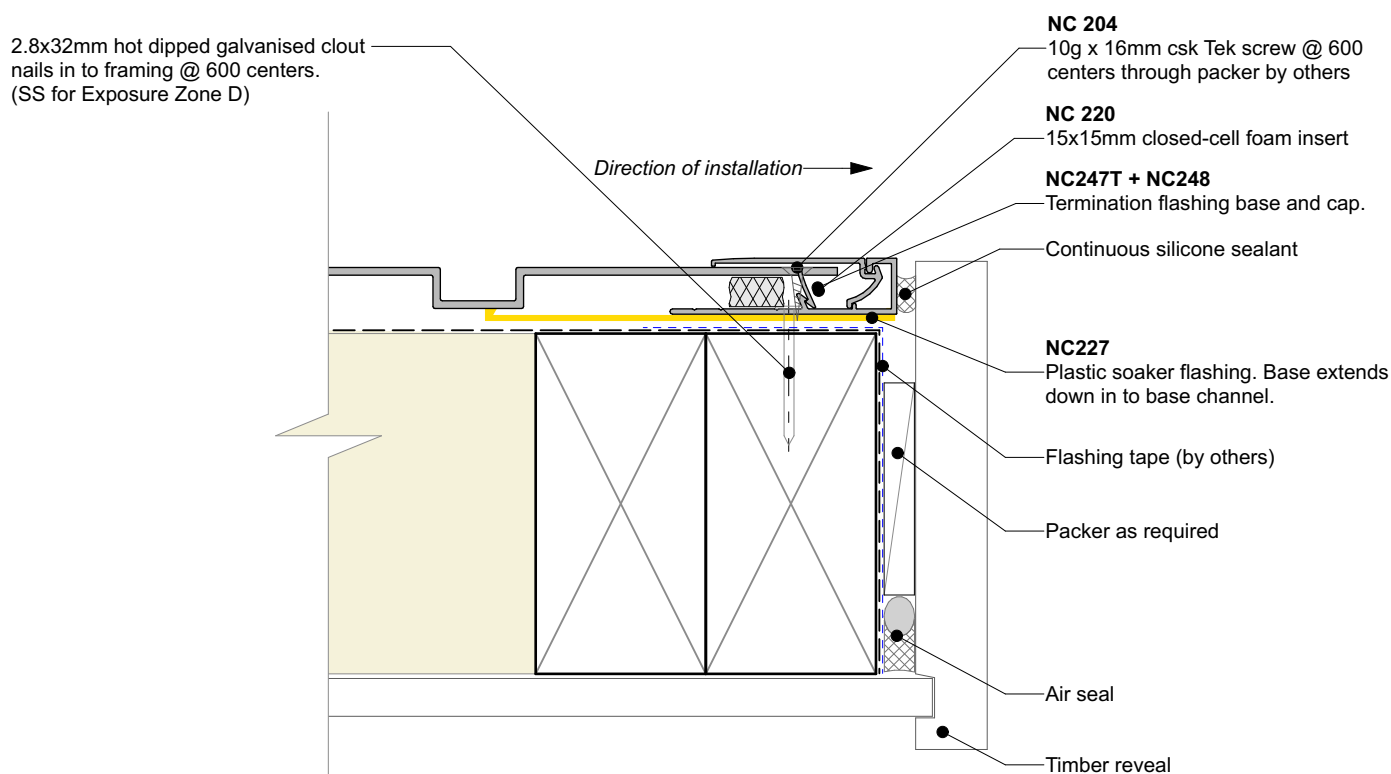 2.8x32mm hot dipped galvanised clout
nails in to framing @ 600 centers.
(SS for Exposure Zone D)
Direction of installation
NC 204
10g x 16mm csk Tek screw @ 600
centers through packer by others
NC 220
15x15mm closed-cell foam insert
NC247T + NC248
Termination flashing base and cap.
Continuous silicone sealant
NC227
Plastic soaker flashing. Base extends
down in to base channel.
Flashing tape (by others)
Packer as required
Air seal
Timber reveal